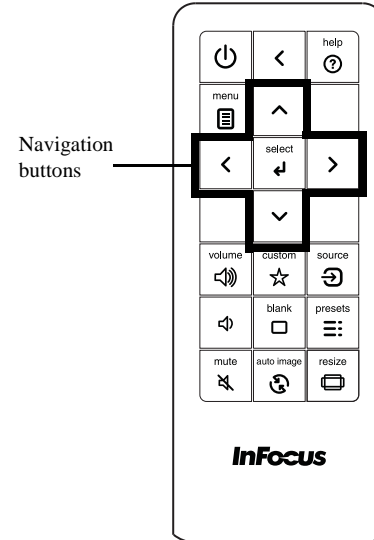 help
menu
Navigation
buttons
select
volume
custom
source
blank
presets
mute
auto image
resize
InFocus